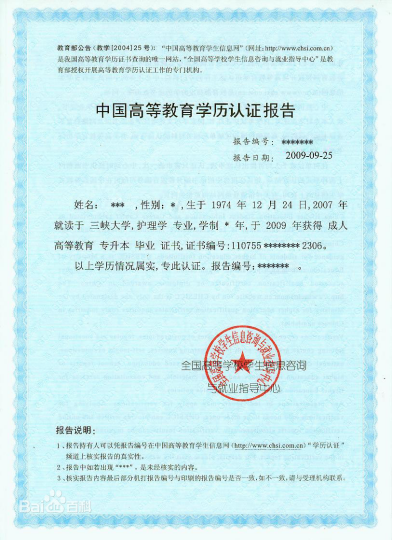 教育部公告(教学[2004]25号):"中国高等教育学生信息网"(网址:http://www.chsi.com.cn)
是我国高等教育学历证书查询的唯一网站,"全国高等学校学生信息咨询与就业指导中心"是教
育部授权开展高等教育学历认证工作的专门机构。
中国高等教育学历认证报告
报告编号: *******
报告日期: 2009-09-25
姓名: *** ,性别: * ,生于 1974 年 12 月 24 日,2007 年
就读于 三峡大学,护理学 专业,学制 * 年,于 2009 年获得 成人
高等教育 专升本 毕业 证书,证书编号:110755********2306。
以上学历情况属实,专此认证。报告编号:******* 。
全国高等学校学生信息咨询
与就业指导中心
报告说明:
1、报告持有人可以凭报告编号在中国高等教育学生信息网(http://www.chsi.com.cn)"学历认证"
频道上核实报告的真实性。
2、报告中如若出现"***",是未经核实的内容。
3、核实报告内容最后部分机打报告编号与印刷的报告编号是否一致,如不一致,请与受理机构联系。
Bai 百科